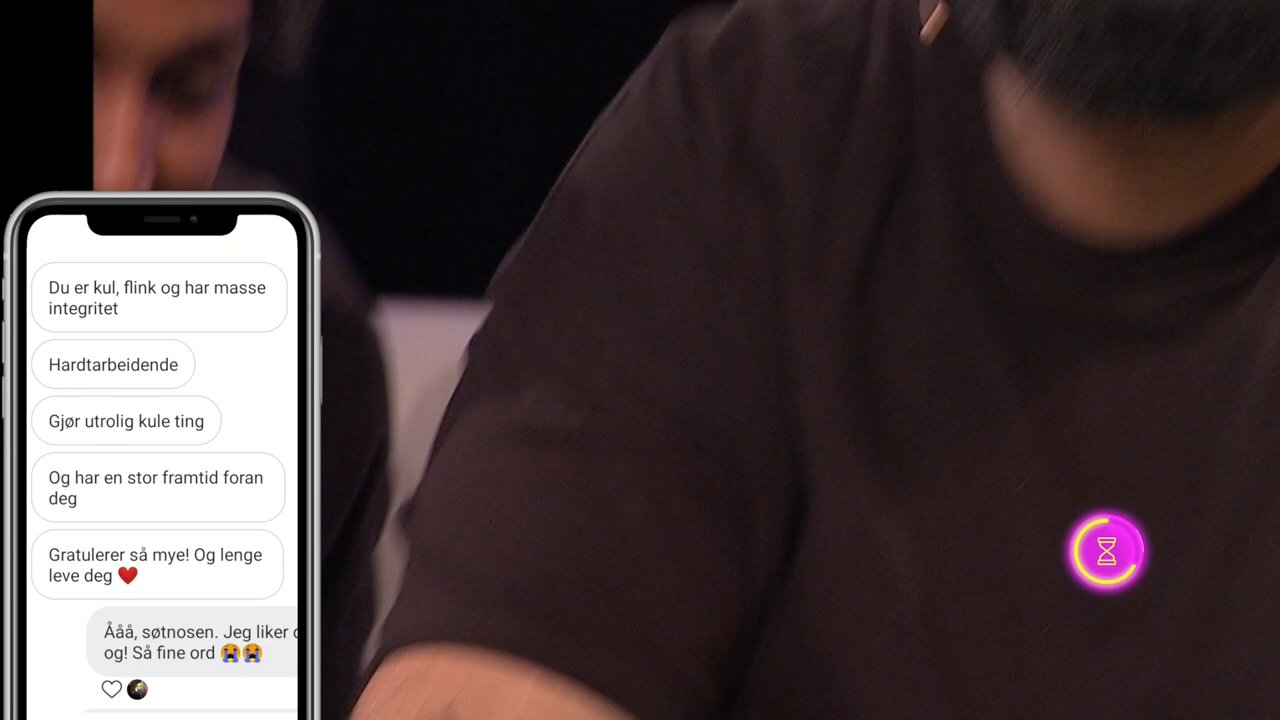 Du er kul, flink og har masse
integritet
Hardtarbeidende
Gjør utrolig kule ting
Og har en stor framtid foran
deg
Gratulerer så mye! Og lenge
leve deg ❤️
Ååå, søtnosen. Jeg liker
og! Så fine ord 😭😭